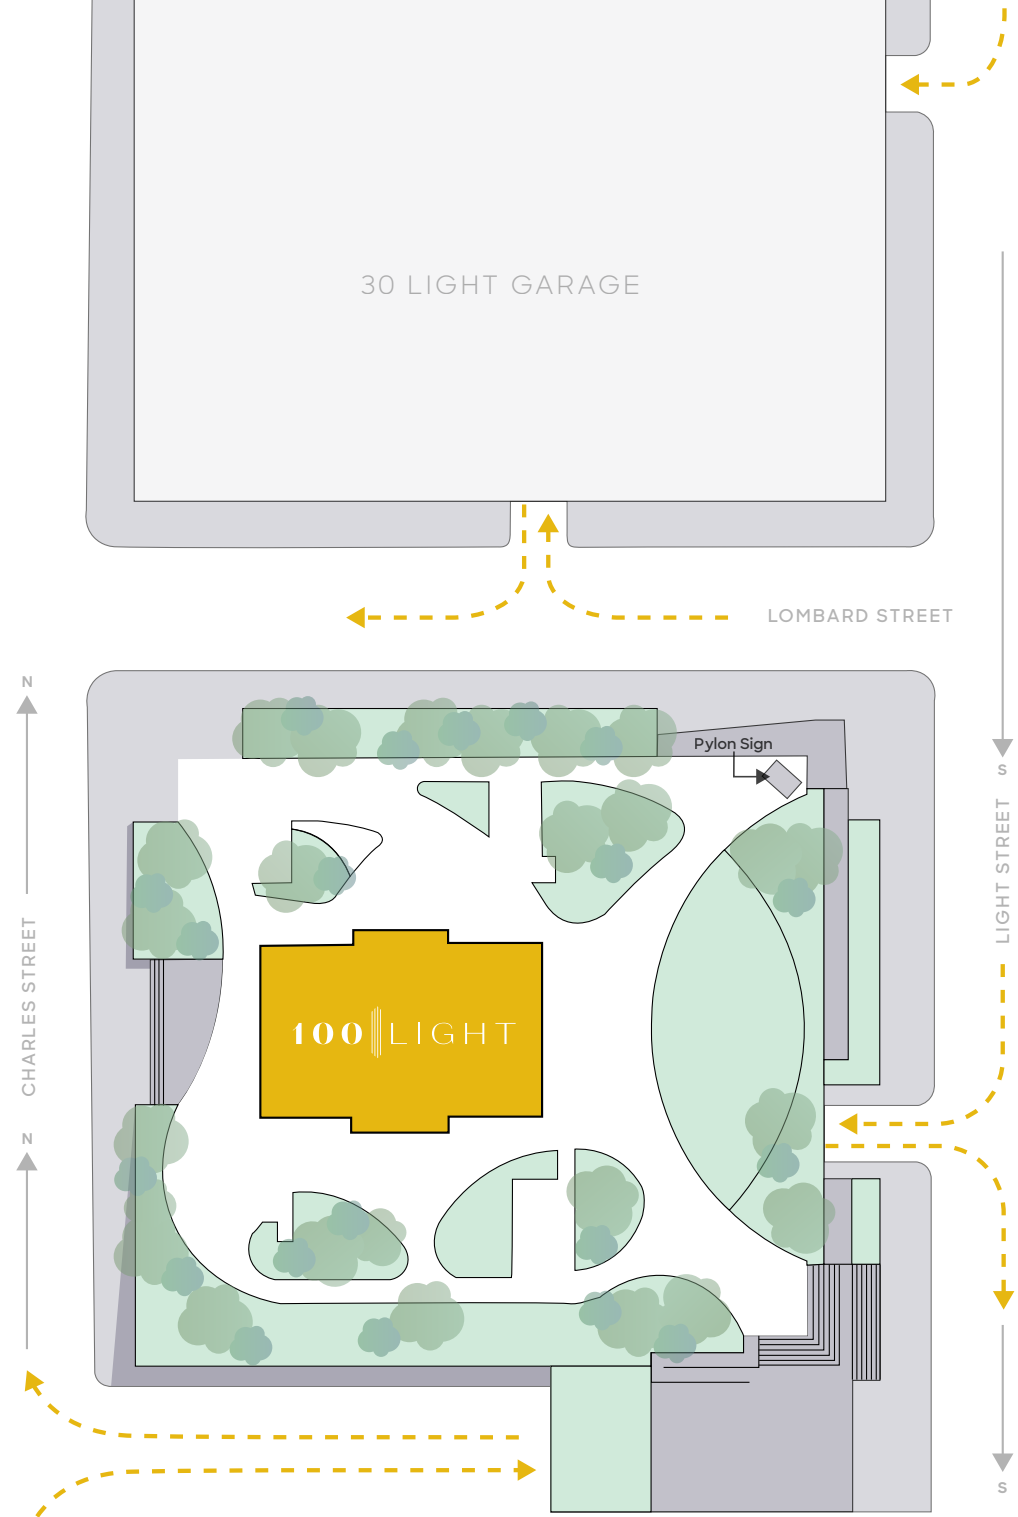 30 LIGHT GARAGE
LOMBARD STREET
N
Pylon Sign
S
LIGHT STREET
CHARLES STREET
100 LIGHT
N
S